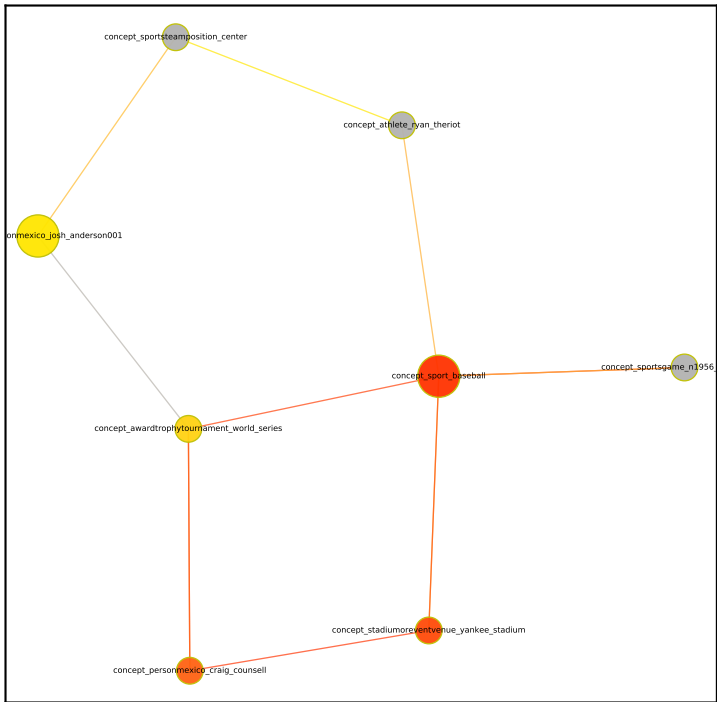 concept_sportsteamposition_center
concept_athlete_ryan_theriot
onmexico_josh_anderson001
concept_sportsgame_n1956_
concept_sport_baseball
concept_awardtrophytournament_world_series
concept_stadiumoreventvenue_yankee_stadium
concept_personmexico_craig_counsell